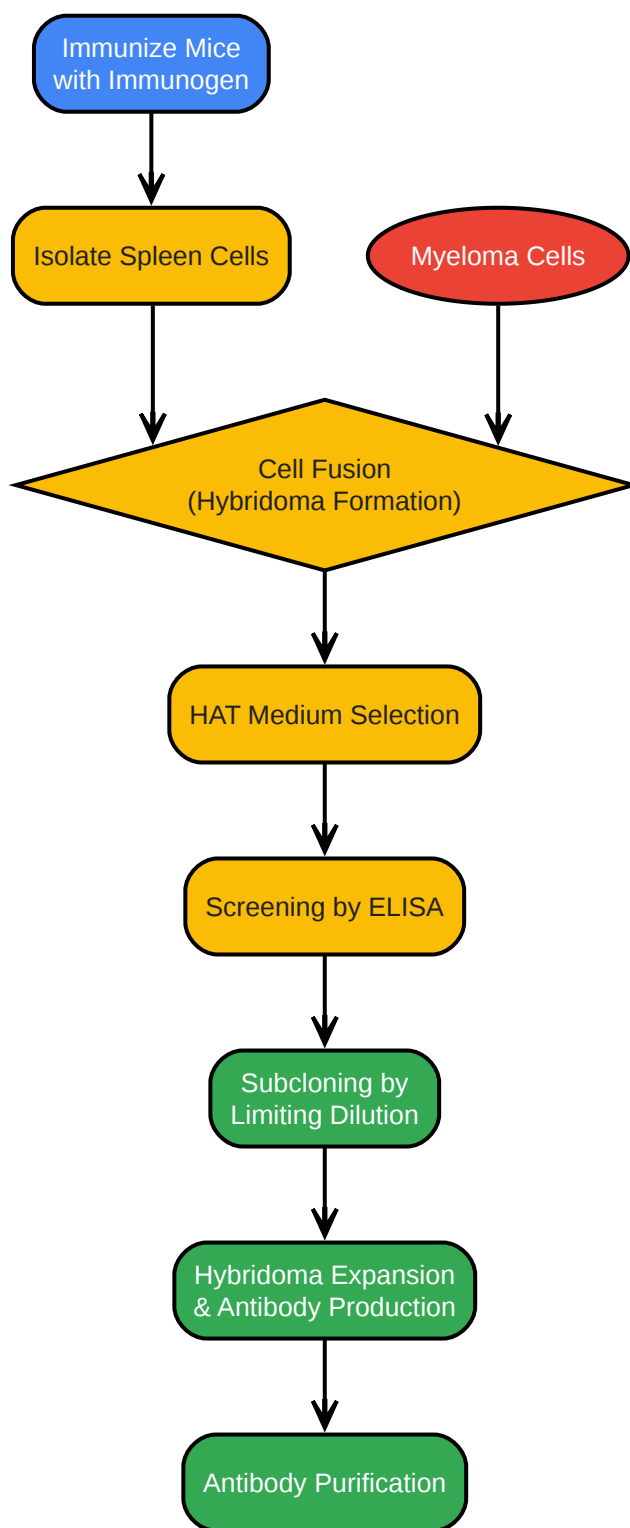 Immunize Mice
with Immunogen
Isolate Spleen Cells
Myeloma Cells
Cell Fusion
(Hybridoma Formation)
HAT Medium Selection
Screening by ELISA
Subcloning by
Limiting Dilution
Hybridoma Expansion
& Antibody Production
Antibody Purification